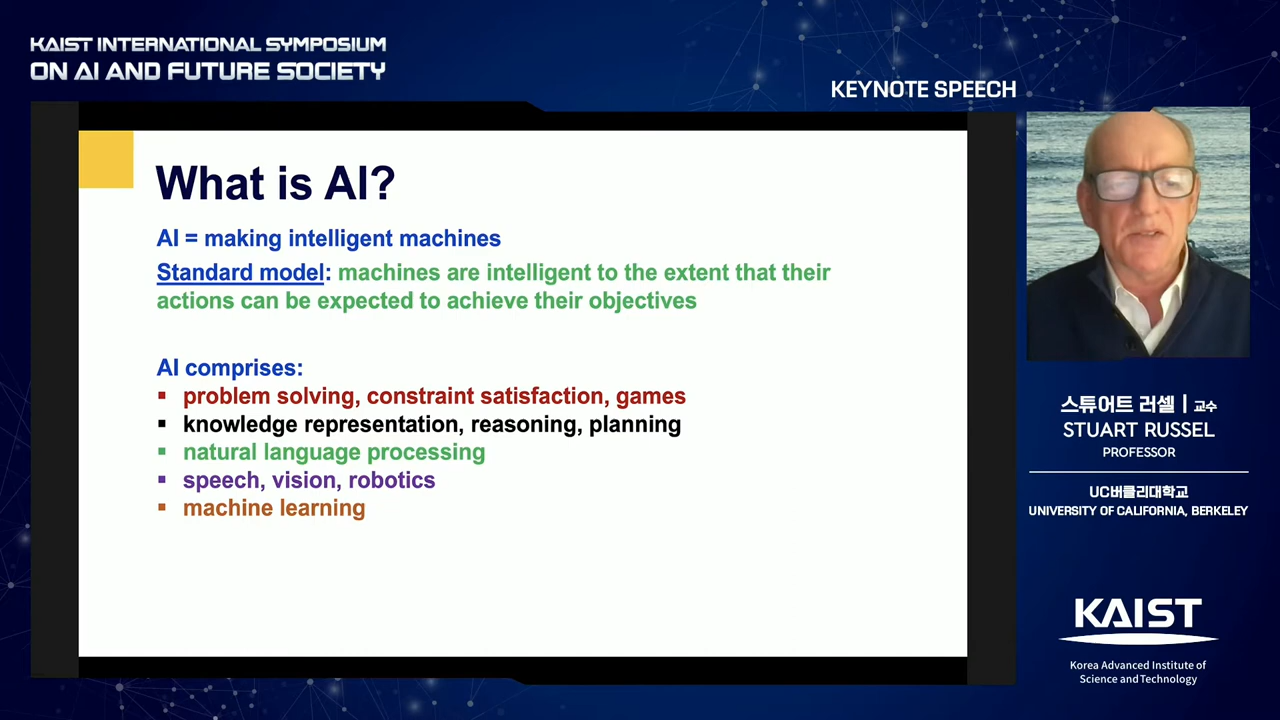 KAIST INTERNATIONAL SYMPOSIUM
ON AI AND FUTURE SOCIETY
KEYNOTE SPEECH
What is AI?
AI = making intelligent machines
Standard model: machines are intelligent to the extent that their
actions can be expected to achieve their objectives
AI comprises:
▪ problem solving, constraint satisfaction, games
▪ knowledge representation, reasoning, planning
▪ natural language processing
▪ speech, vision, robotics
▪ machine learning
스튜어트 러셀 | 교수
STUART RUSSEL
PROFESSOR
UC버클리대학교
UNIVERSITY OF CALIFORNIA, BERKELEY
KAIST
Korea Advanced Institute of
Science and Technology